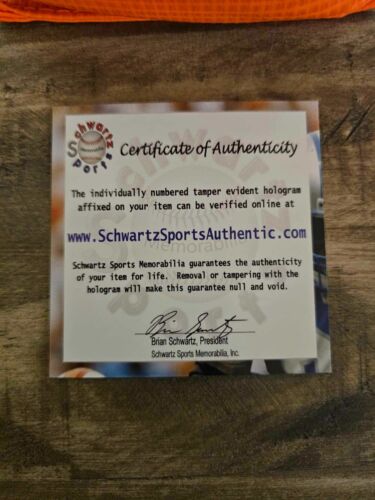 Schwartz
Memorabilia
Sports
Certificate of Authenticity
The individually numbered tamper evident hologram
affixed on your item can be verified online at
www.SchwartzSportsAuthentic.com
Schwartz Sports Memorabilia guarantees the authenticity
of your item for life. Removal or tampering with the
hologram will make this guarantee null and void.
Brian Schwartz, President
Schwartz Sports Memorabilia, Inc.